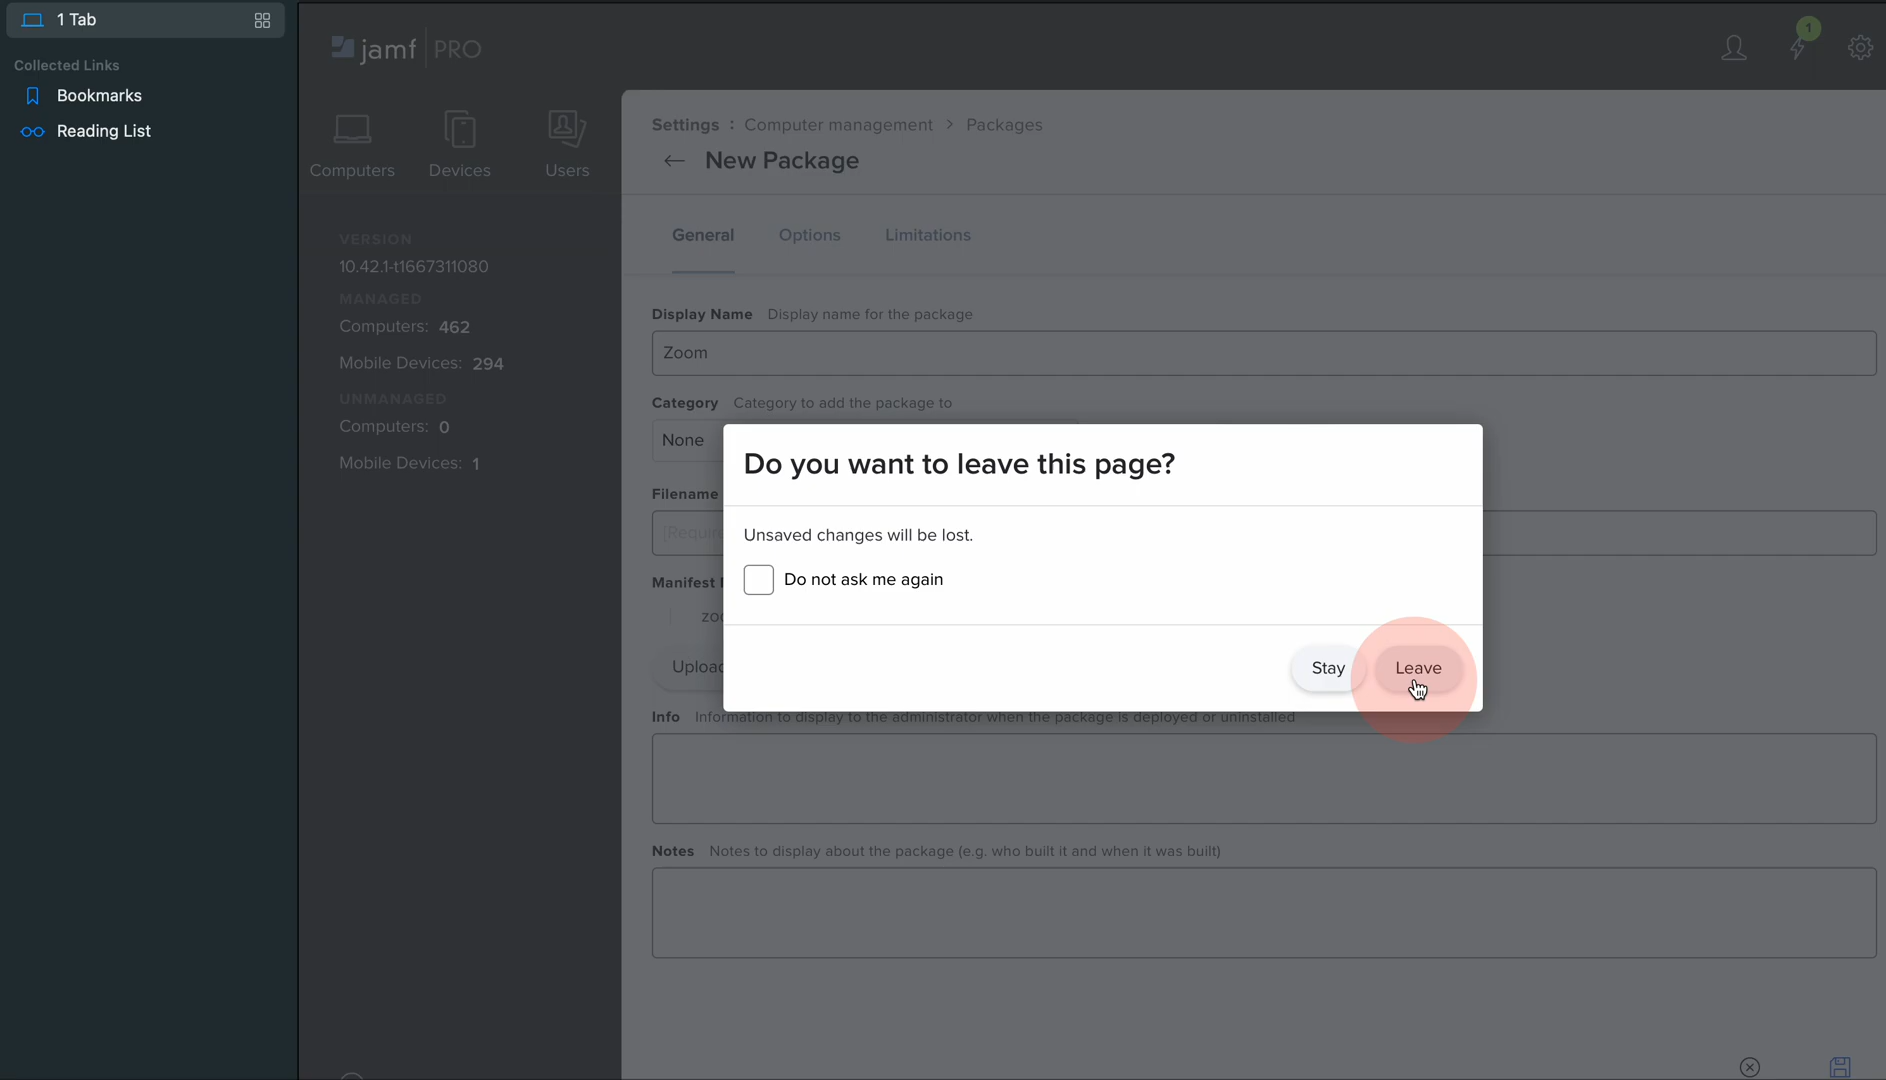 1 Tab
Collected Links
Bookmarks
Reading List
jamf PRO
1
Computers
Devices
Users
VERSION
10.42.1-t1667311080
MANAGED
Computers: 462
Mobile Devices: 294
UNMANAGED
Computers: 0
Mobile Devices: 1
Settings : Computer management > Packages
← New Package
General
Options
Limitations
Display Name Display name for the package
Zoom
Category Category to add the package to
None
Filename
Manifest
Info Information to display to the administrator when the package is deployed or uninstalled
Notes Notes to display about the package (e.g. who built it and when it was built)
Do you want to leave this page?
Unsaved changes will be lost.
Do not ask me again
Stay
Leave